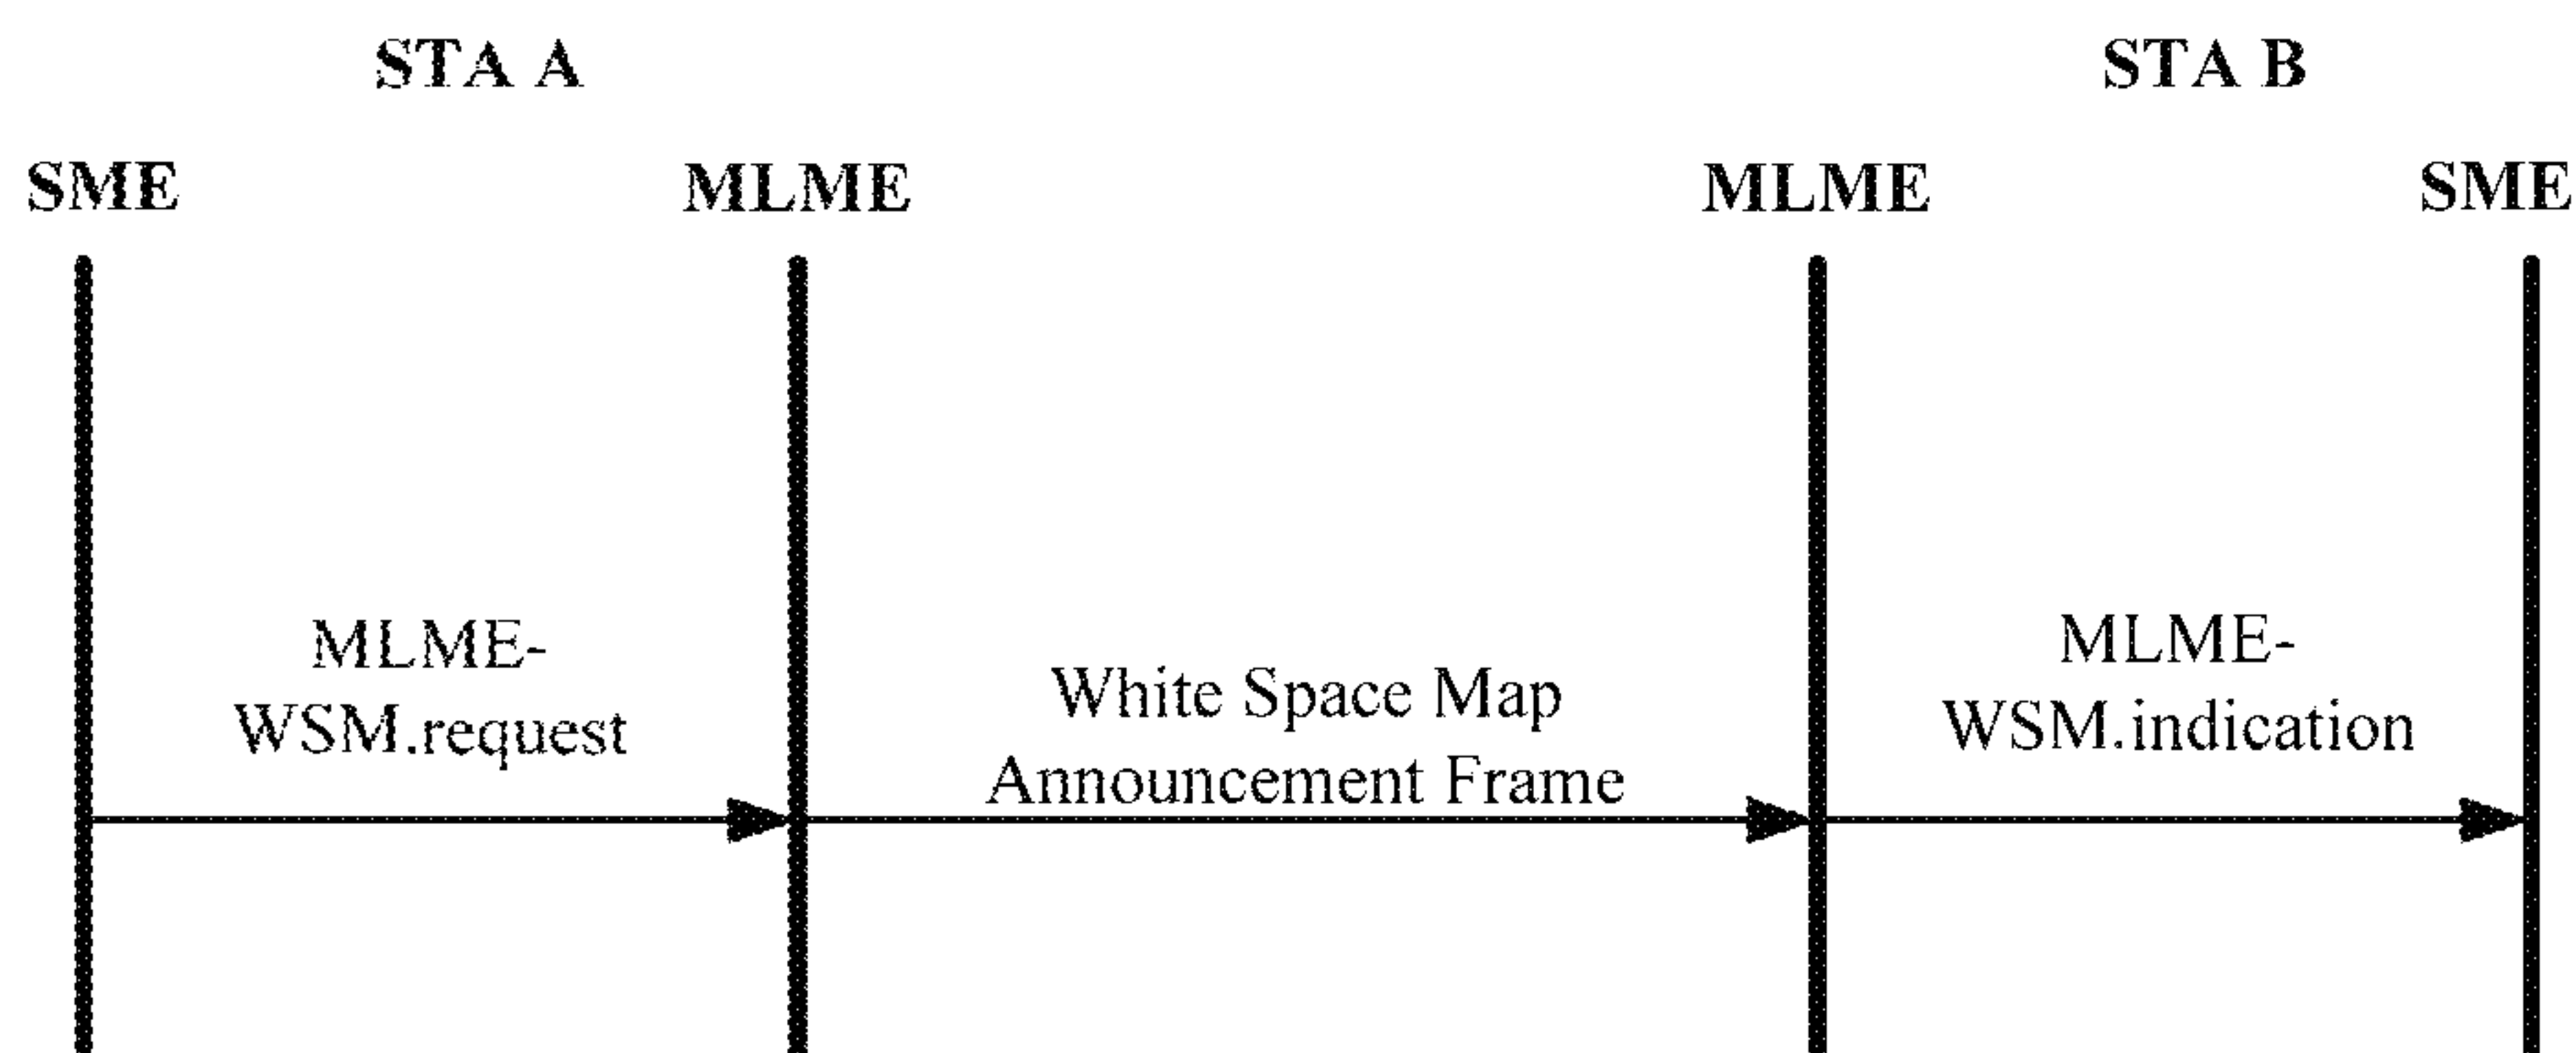 STA A
STA B
SME
MLME
MLME
SME
MLME-
WSM.request
White Space Map
Announcement Frame
MLME-
WSM.indication